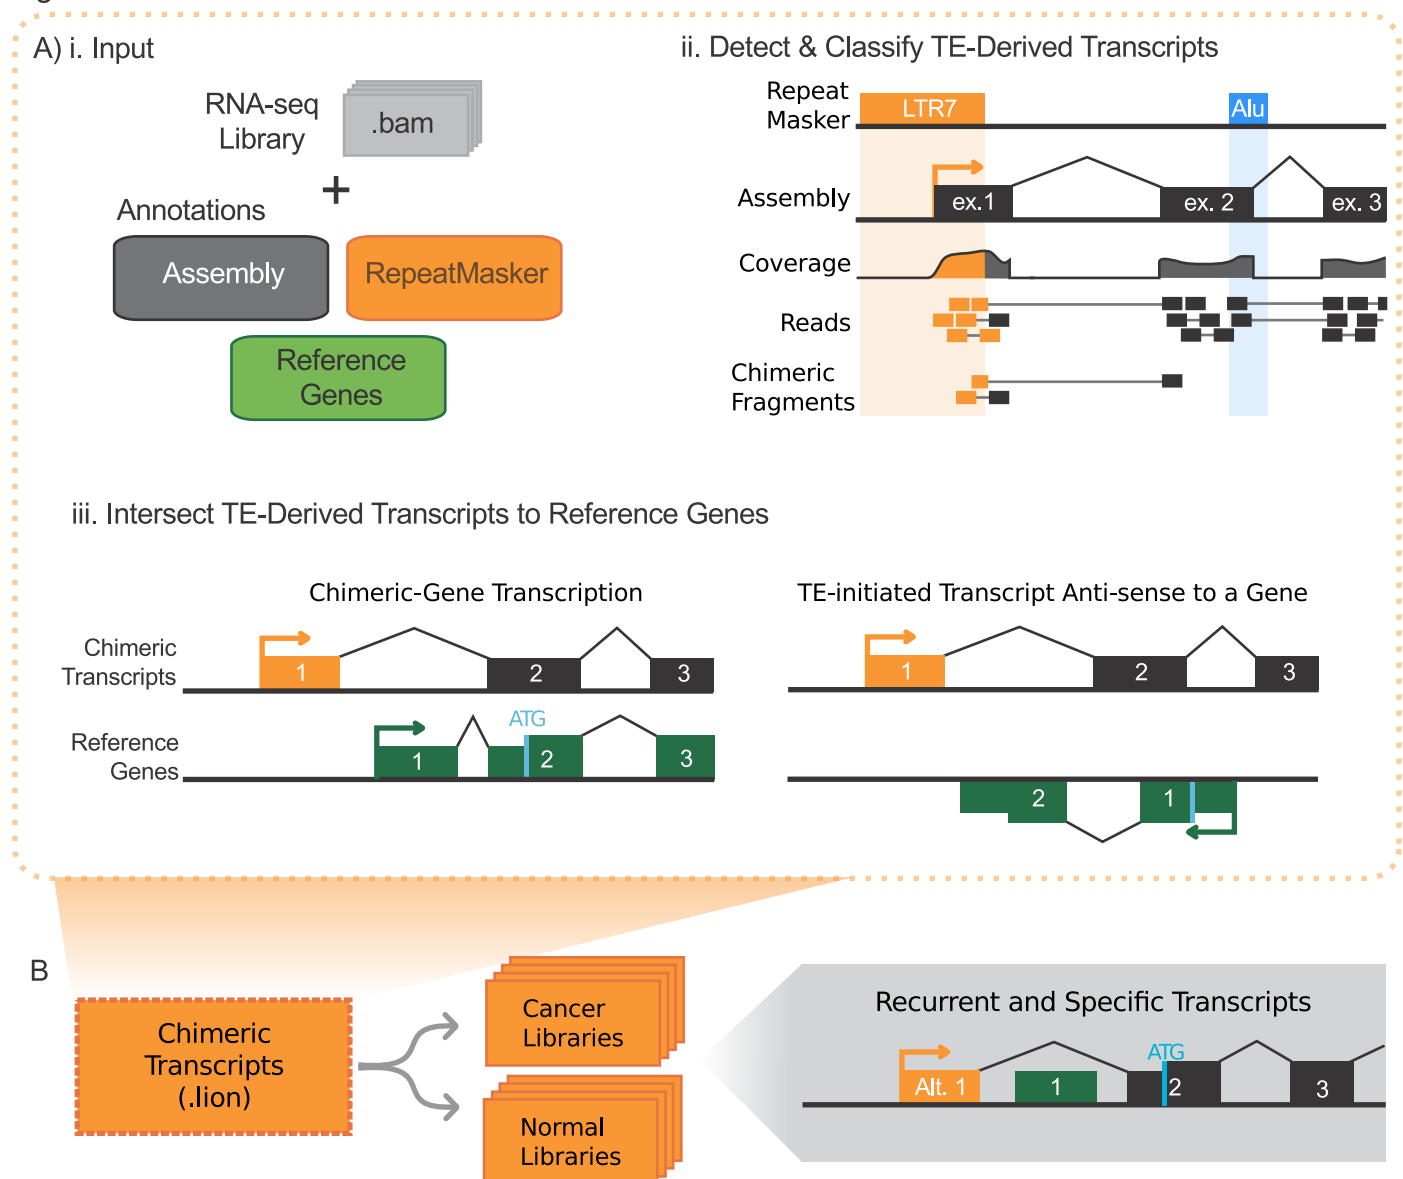 A) i. Input
RNA-seq
Library
.bam
+
Annotations
Assembly
RepeatMasker
Reference
Genes
ii. Detect & Classify TE-Derived Transcripts
Repeat
Masker
LTR7
Alu
Assembly
ex.1
ex. 2
ex. 3
Coverage
Reads
Chimeric
Fragments
iii. Intersect TE-Derived Transcripts to Reference Genes
Chimeric-Gene Transcription
Chimeric
Transcripts
1
2
3
Reference
Genes
1
ATG
2
3
TE-initiated Transcript Anti-sense to a Gene
1
2
3
2
1
B
Chimeric
Transcripts
(.lion)
Cancer
Libraries
Normal
Libraries
Recurrent and Specific Transcripts
Alt. 1
1
ATG
2
3